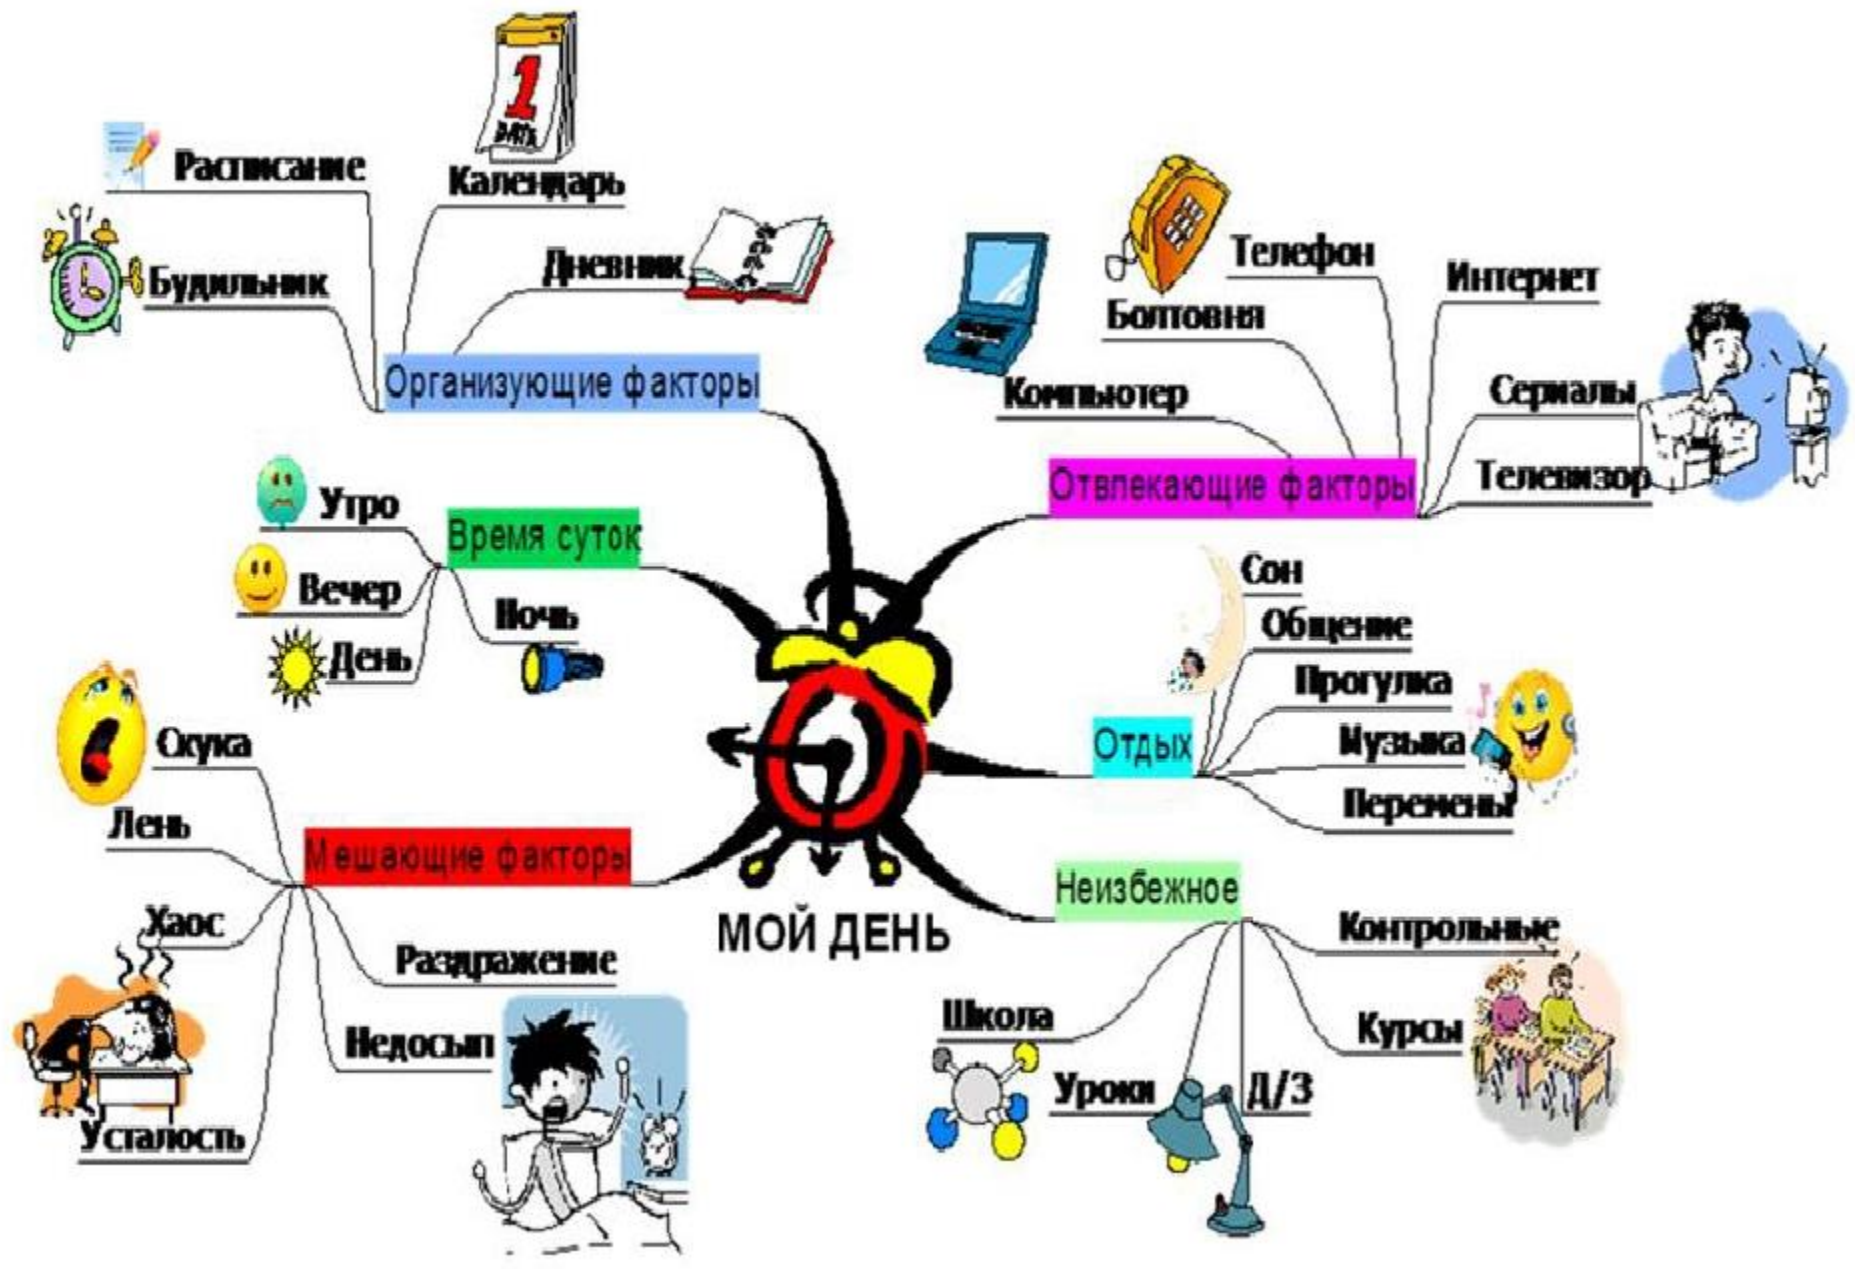 Расписание
Календарь
Будильник
Дневник
Организующие факторы
Телефон
Интернет
Болтовня
Компьютер
Сериалы
Телевизор
Отвлекающие факторы
Утро
Время суток
Вечер
Ночь
День
Сон
Общение
Прогулка
Музыка
Перемены
Отдых
Скука
Лень
Мешающие факторы
Хаос
Раздражение
Недосып
Усталость
МОЙ ДЕНЬ
Неизбежное
Контрольные
Школа
Курсы
Уроки
Д/З
1